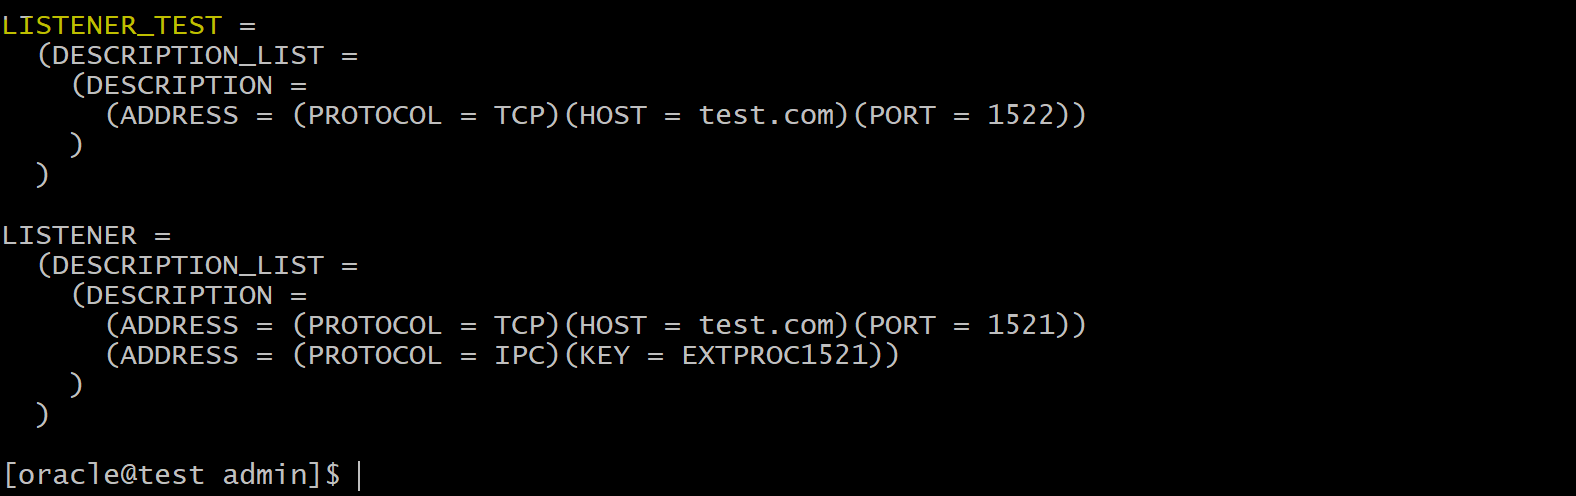 LISTENER_TEST =
  (DESCRIPTION_LIST =
    (DESCRIPTION =
      (ADDRESS = (PROTOCOL = TCP)(HOST = test.com)(PORT = 1522))
    )
  )

LISTENER =
  (DESCRIPTION_LIST =
    (DESCRIPTION =
      (ADDRESS = (PROTOCOL = TCP)(HOST = test.com)(PORT = 1521))
      (ADDRESS = (PROTOCOL = IPC)(KEY = EXTPROC1521))
    )
  )

[oracle@test admin]$